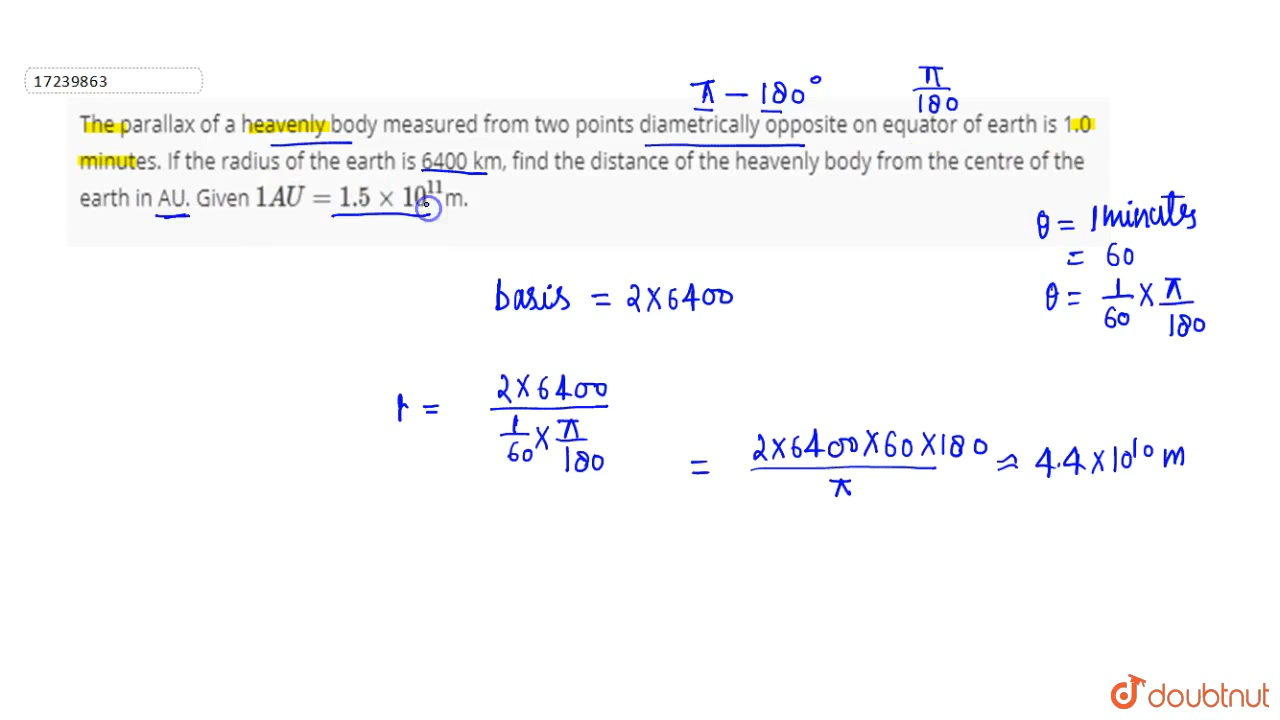 17239863
π – 180°
π/180
The parallax of a heavenly body measured from two points diametrically opposite on equator of earth is 1.0
minutes. If the radius of the earth is 6400 km, find the distance of the heavenly body from the centre of the
earth in AU. Given 1AU = 1.5 × 10¹¹m.
θ = 1 minutes
= 60
θ = 1/60 × π/180
basis = 2×6400
r = 2×6400 / (1/60 × π/180)
= 2×6400×60×180 / π ≈ 4.4×10¹⁰ m
doubtnut